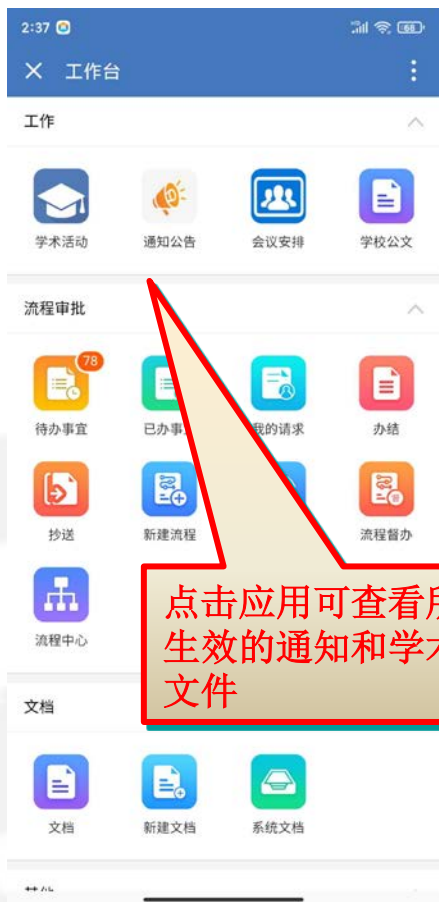 2:37
68
工作台
工作
学术活动
通知公告
会议安排
学校公文
流程审批
78
待办事宜
已办事
我的请求
办结
抄送
新建流程
流程督办
流程中心
点击应用可查看所
生效的通知和学术
文件
文档
文档
新建文档
系统文档